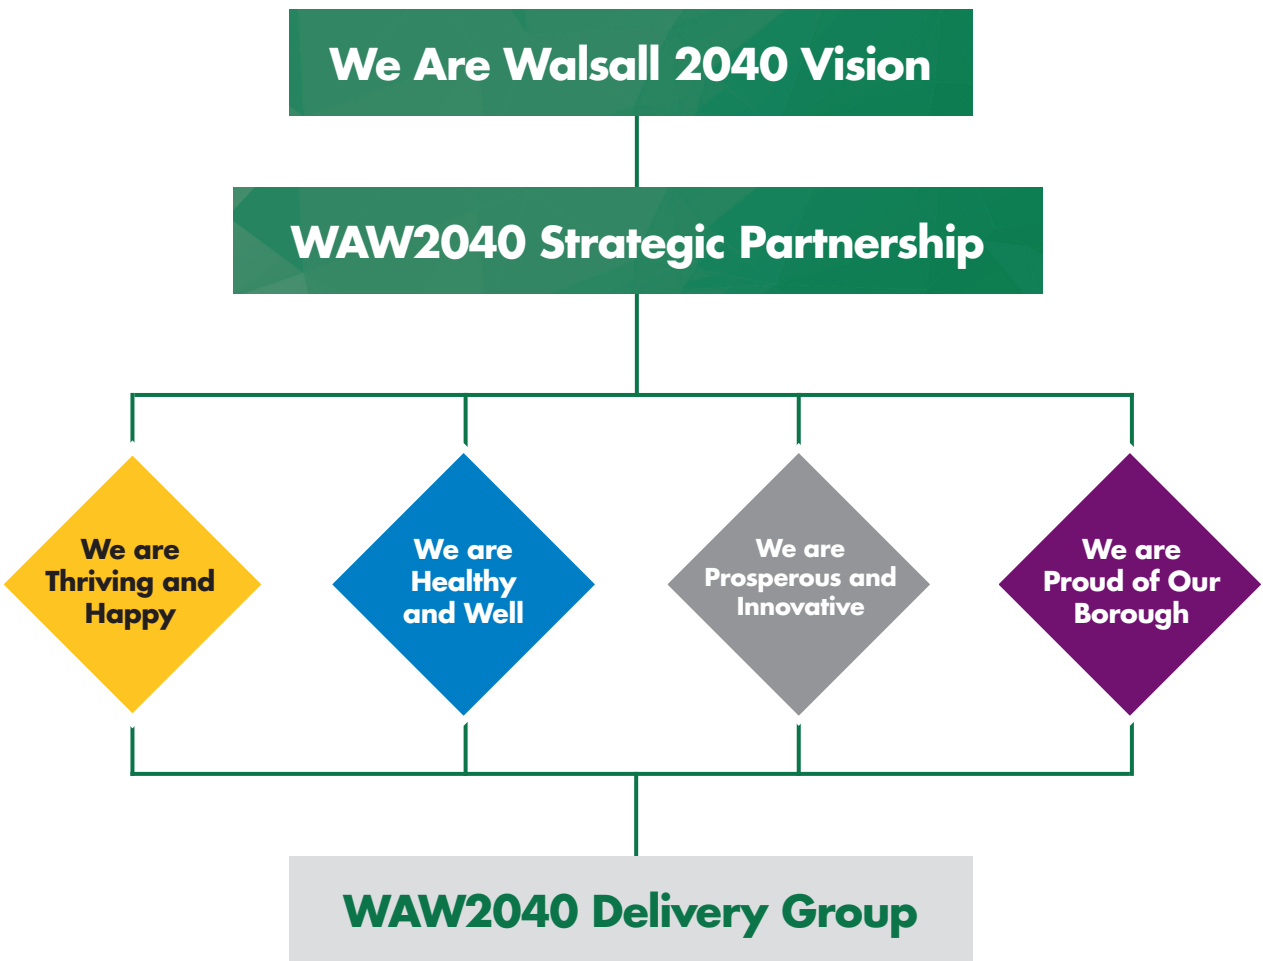 We Are Walsall 2040 Vision
WAW2040 Strategic Partnership
We are
Thriving and
Happy
We are
Healthy
and Well
We are
Prosperous and
Innovative
We are
Proud of Our
Borough
WAW2040 Delivery Group